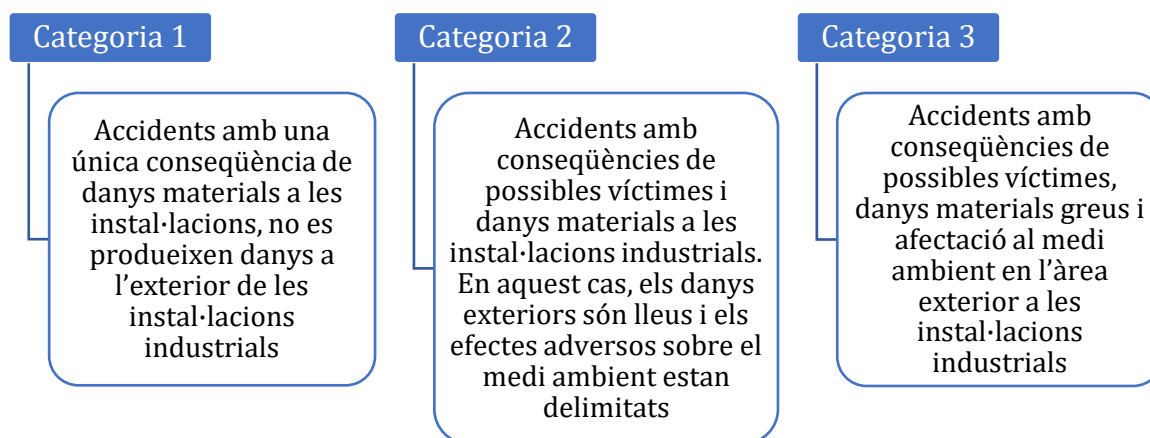 Categoria 1
Accidents amb una
única conseqüència de
danys materials a les
instal·lacions, no es
produeixen danys a
l’exterior de les
instal·lacions
industrials
Categoria 2
Accidents amb
conseqüències de
possibles víctimes i
danys materials a les
instal·lacions industrials.
En aquest cas, els danys
exteriors són lleus i els
efectes adversos sobre el
medi ambient estan
delimitats
Categoria 3
Accidents amb
conseqüències de
possibles víctimes,
danys materials greus i
afectació al medi
ambient en l’àrea
exterior a les
instal·lacions
industrials